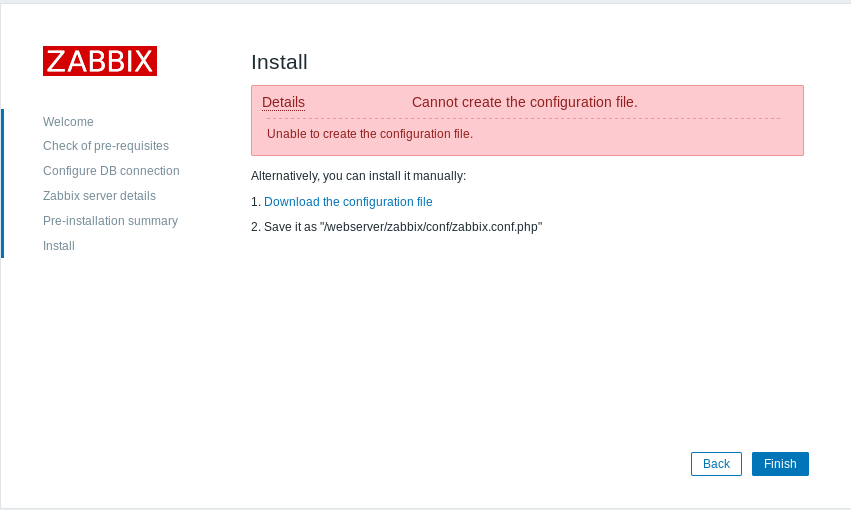 ZABBIX
Welcome
Check of pre-requisites
Configure DB connection
Zabbix server details
Pre-installation summary
Install
Install
Details Cannot create the configuration file.
Unable to create the configuration file.
Alternatively, you can install it manually:
1. Download the configuration file
2. Save it as "/webserver/zabbix/conf/zabbix.conf.php"
Back Finish